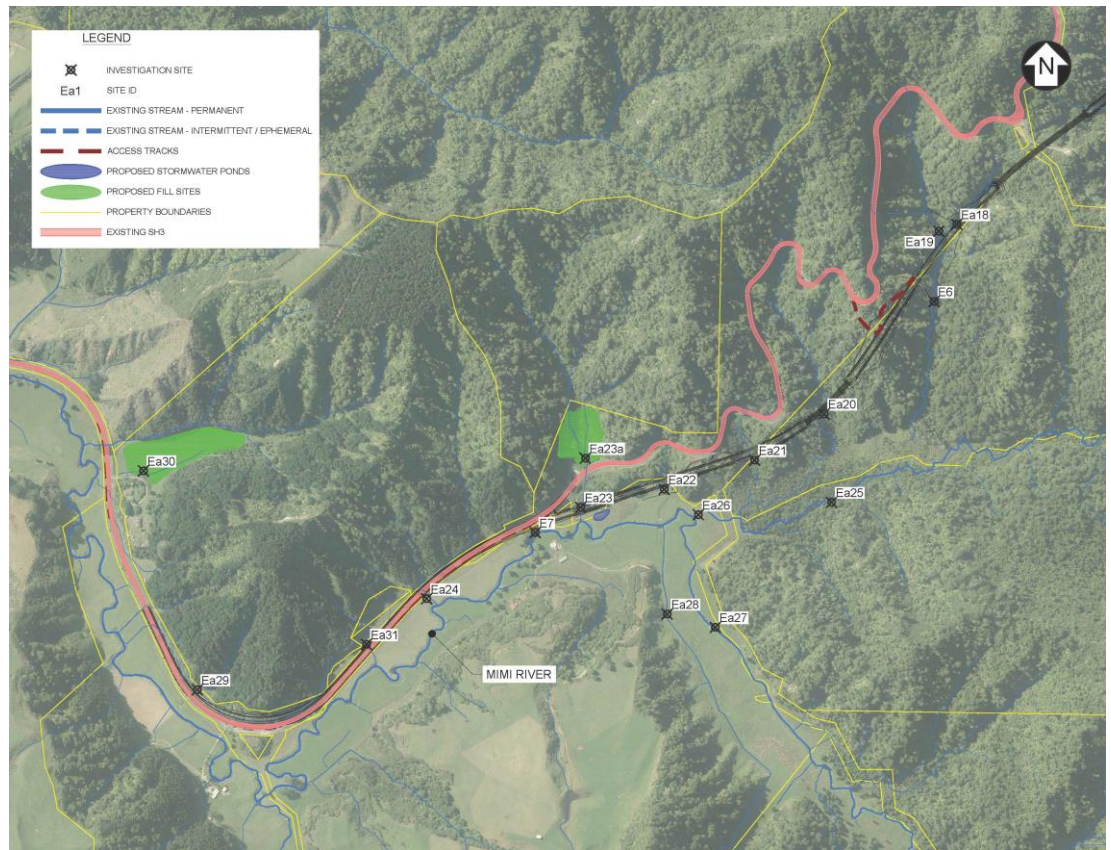 LEGEND
INVESTIGATION SITE
Ea1 SITE ID
EXISTING STREAM - PERMANENT
EXISTING STREAM - INTERMITTENT / EPHEMERAL
ACCESS TRACKS
PROPOSED STORMWATER PONDS
PROPOSED FILL SITES
PROPERTY BOUNDARIES
EXISTING SH3
N
Ea18
Ea19
E6
Ea20
Ea21
Ea23a
Ea30
Ea22
Ea25
Ea23
Ea26
E7
Ea24
Ea28
Ea27
Ea31
MIMI RIVER
Ea29